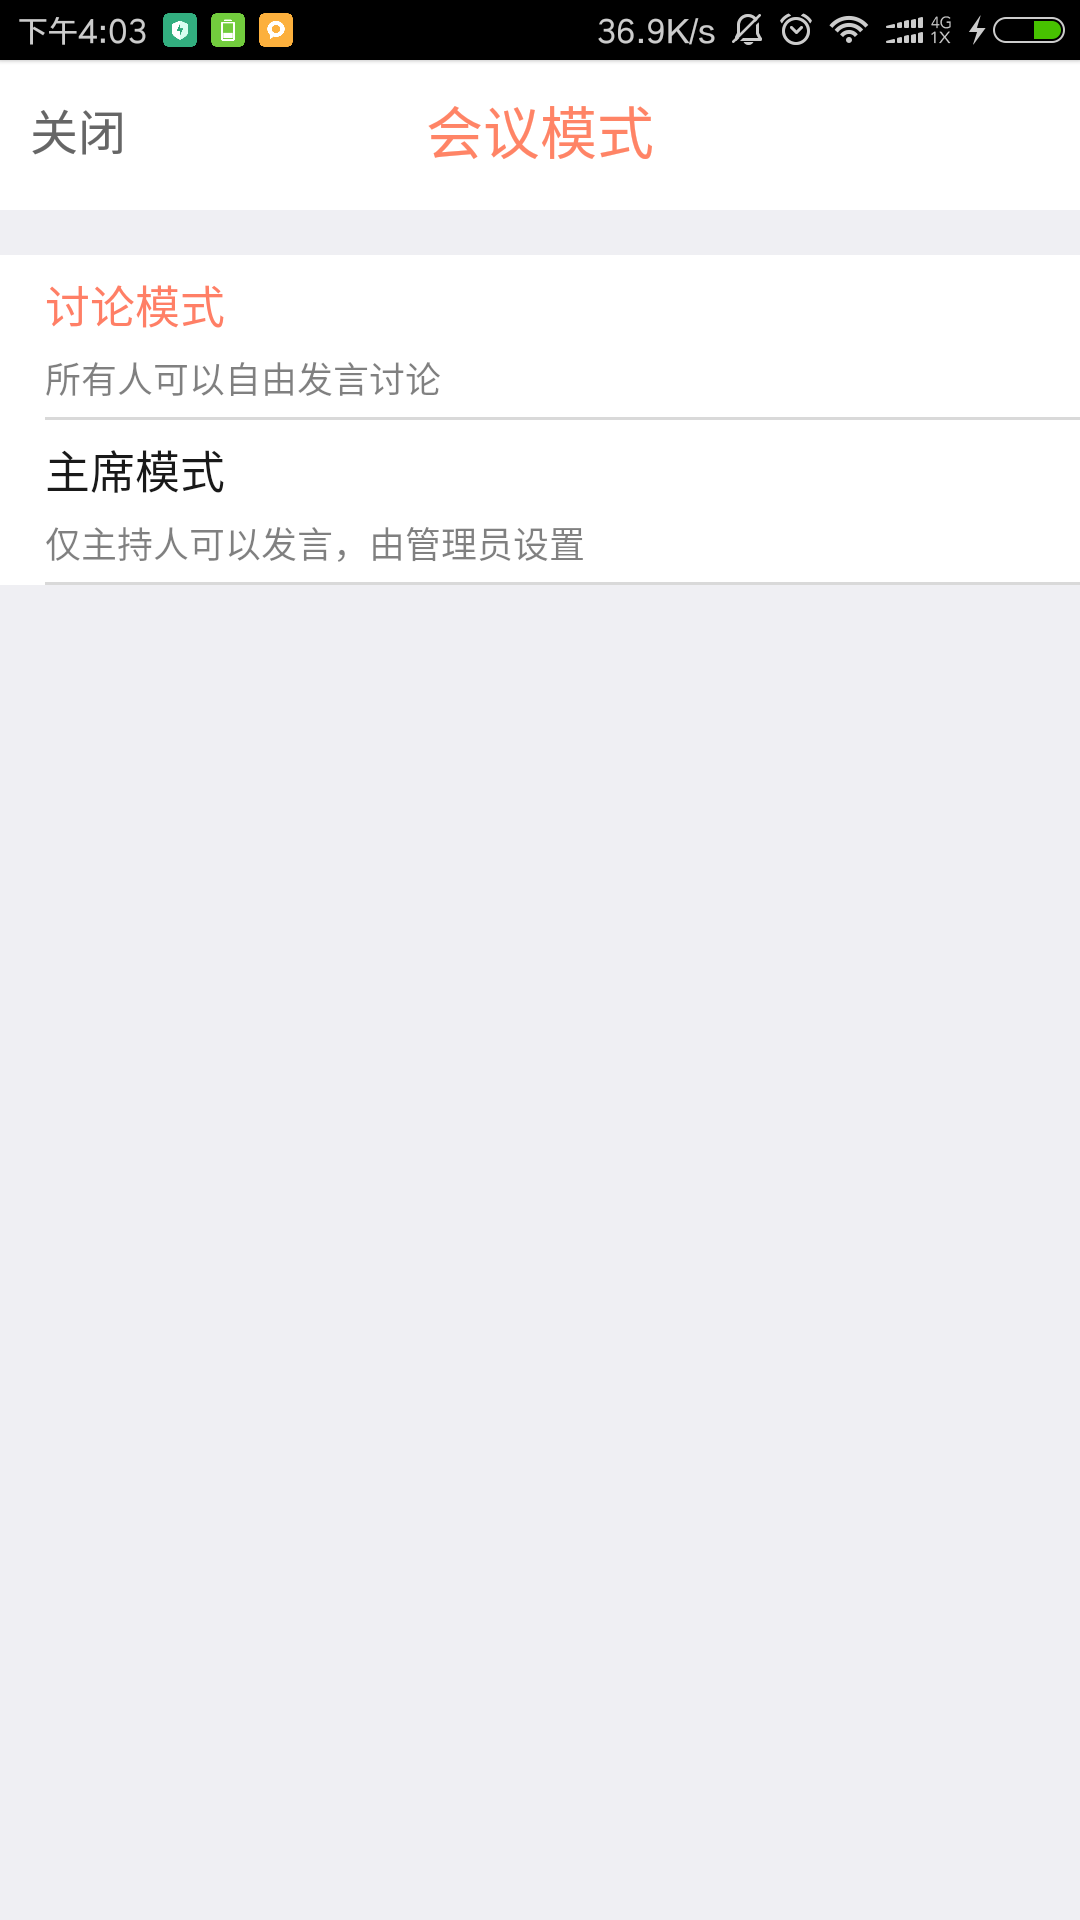 下午4:03 36.9K/s 4G 1X
关闭 会议模式
讨论模式
所有人可以自由发言讨论
主席模式
仅主持人可以发言，由管理员设置